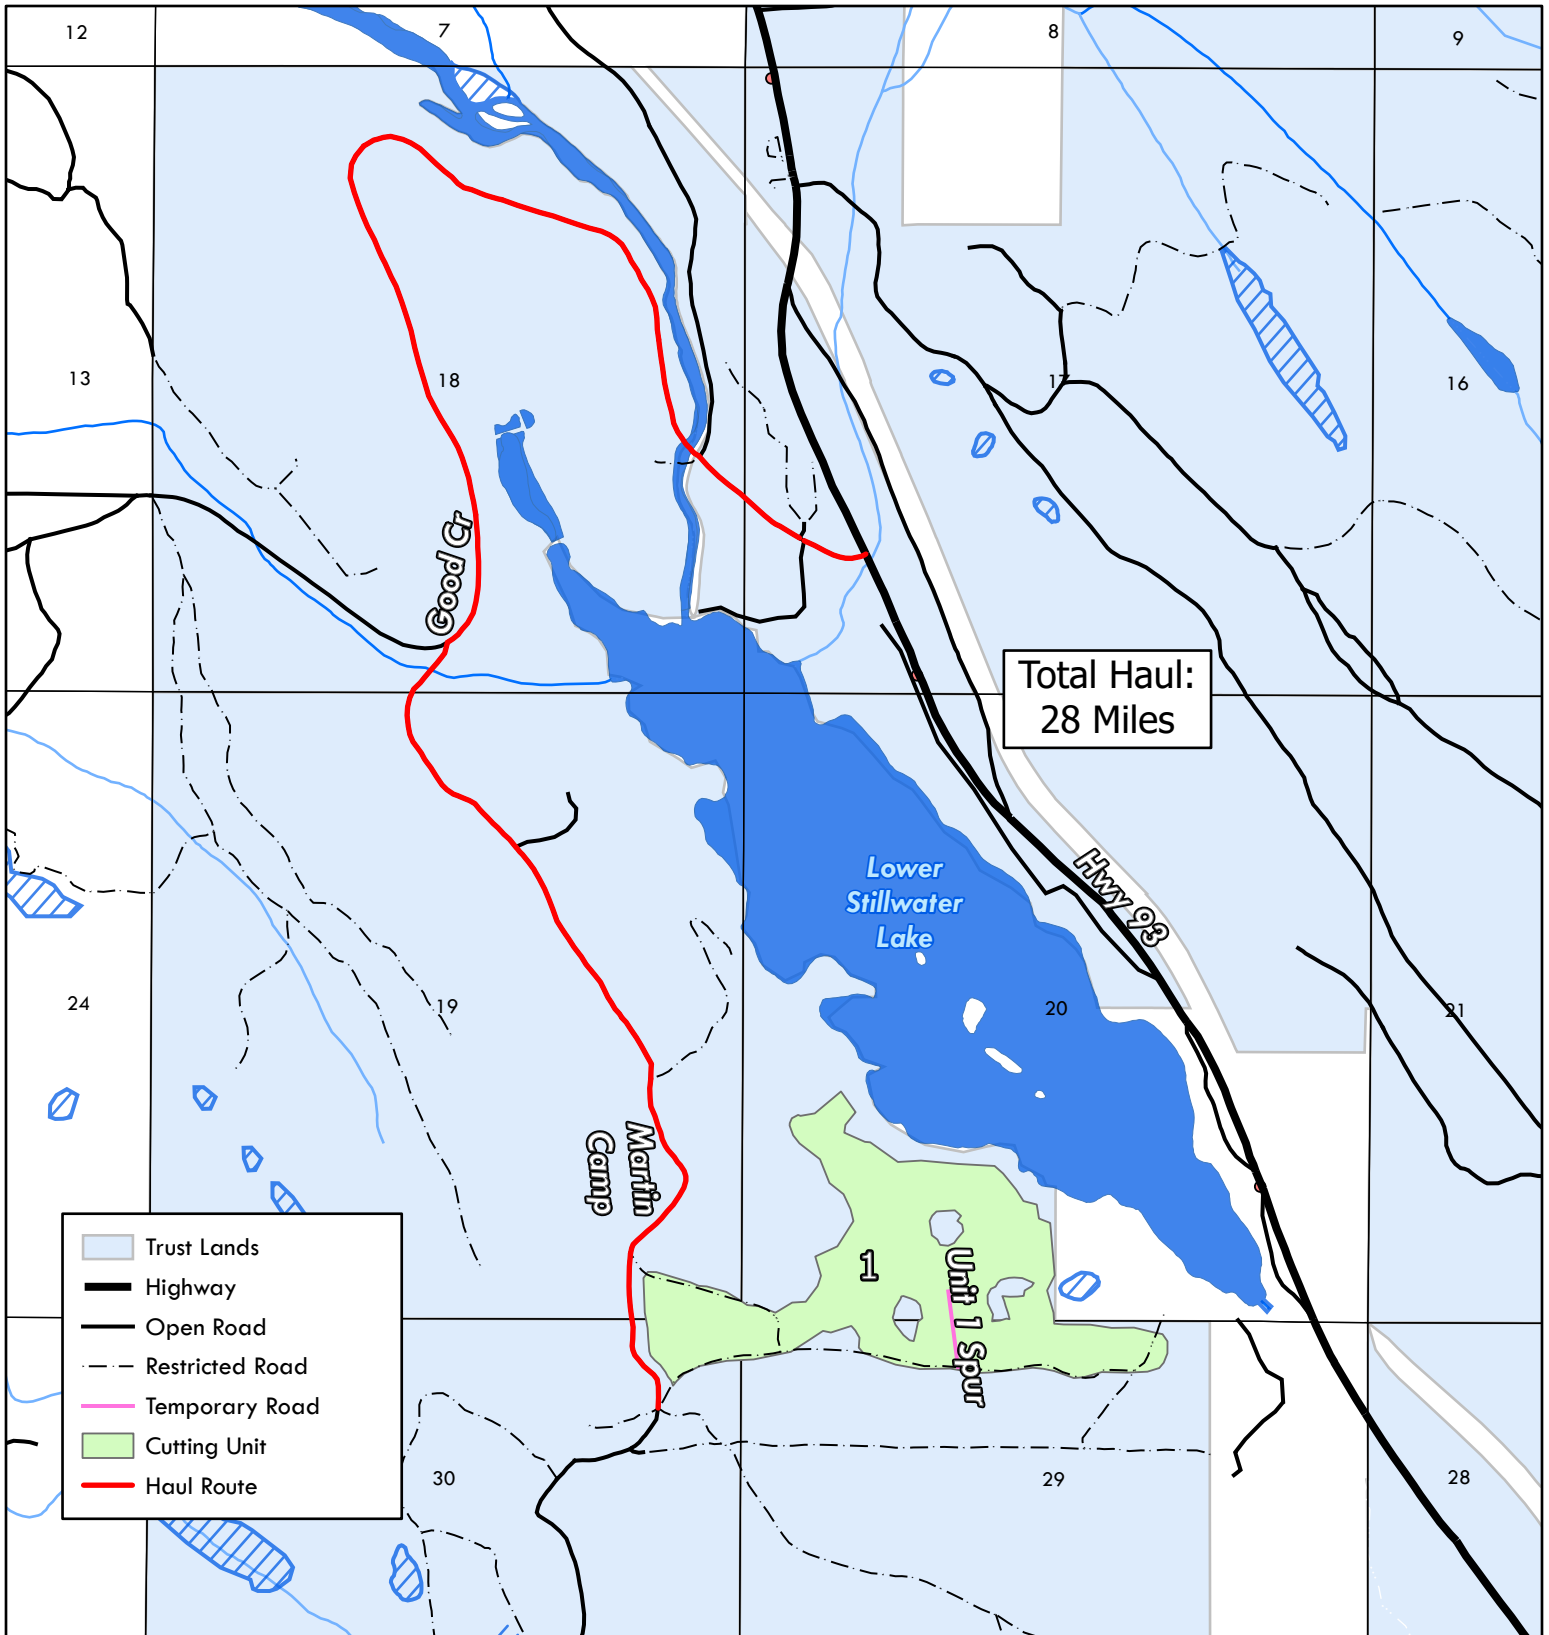 12
7
8
9
13
18
17
16
Good Cr
Total Haul:
28 Miles
Lower
Stillwater
Lake
Hwy 93
24
19
20
21
Martin
Camp
1
Unit 1 Spur
Trust Lands
Highway
Open Road
Restricted Road
Temporary Road
Cutting Unit
Haul Route
30
29
28